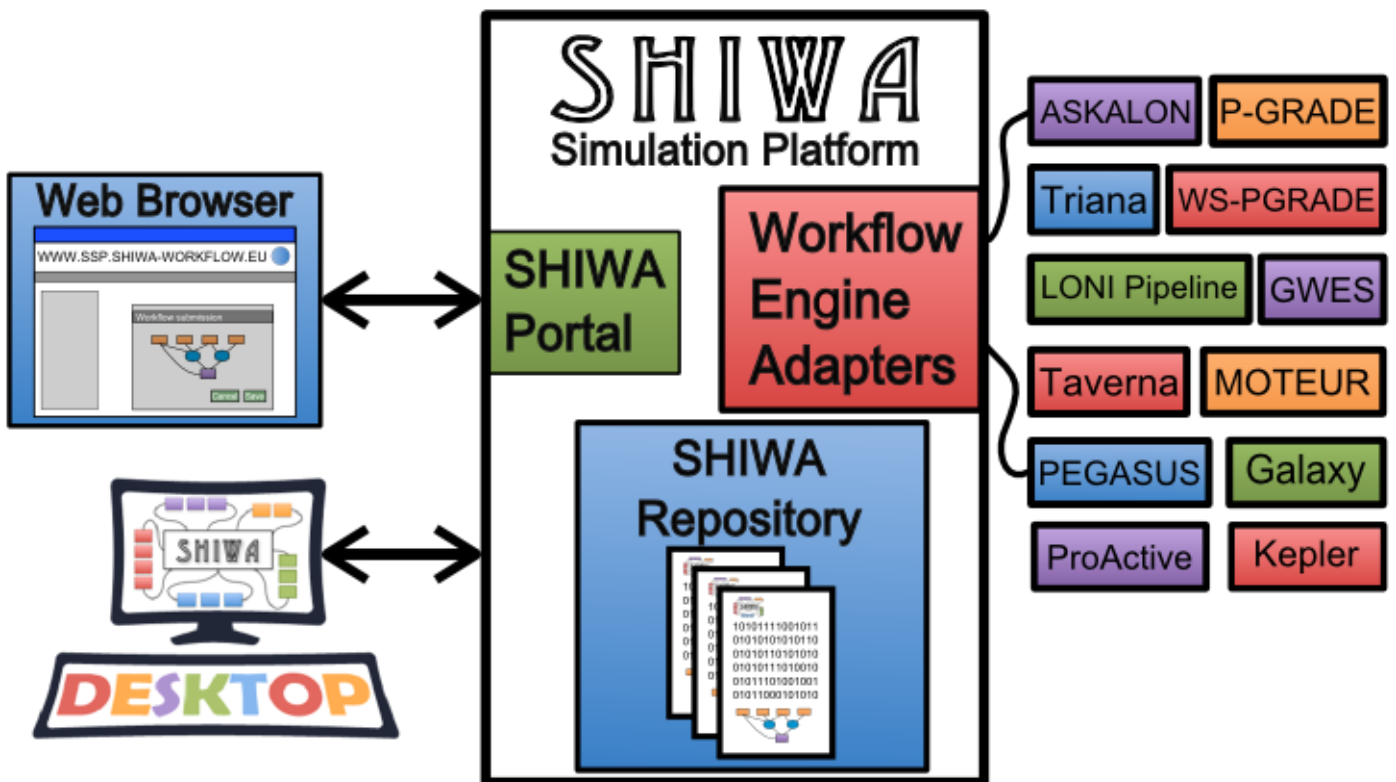 SHIWA
Simulation Platform
Web Browser
WWW.SSP.SHIWA-WORKFLOW.EU
Workflow submission
Cancel Save
SHIWA
DESKTOP
SHIWA
Portal
Workflow
Engine
Adapters
SHIWA
Repository
10101111001011
01010101010110
01010110101010
01010111010010
01011101001001
01011000101010
ASKALON P-GRADE
Triana WS-PGRADE
LONI Pipeline GWES
Taverna MOTEUR
PEGASUS Galaxy
ProActive Kepler